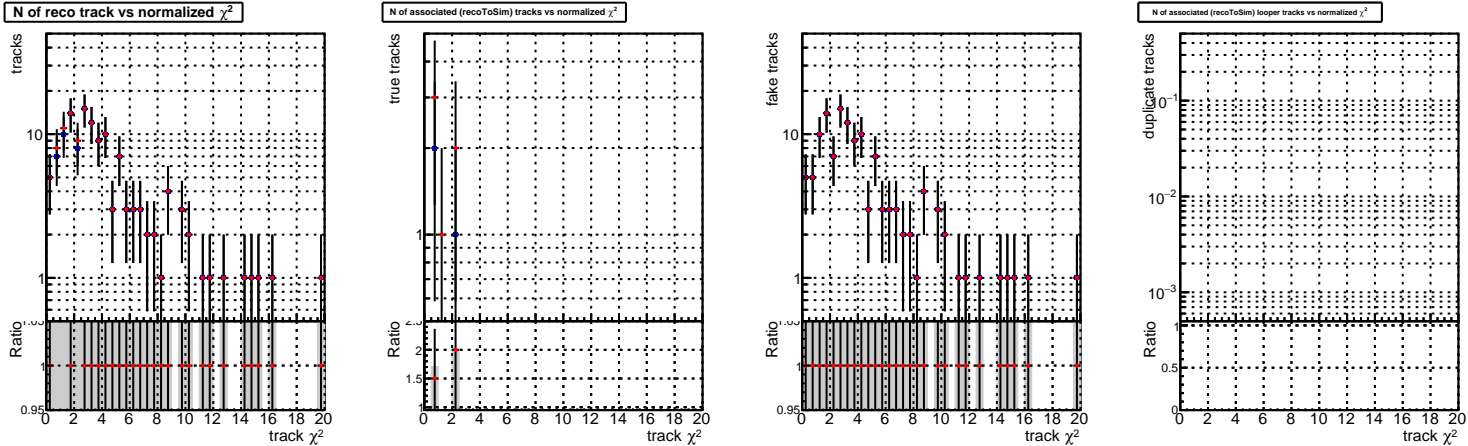 N of reco track vs normalized χ²
tracks
10
1
Ratio
1
0.95
0 2 4 6 8 10 12 14 16 18 20
track χ²
N of associated (recoToSim) tracks vs normalized χ²
true tracks
1
Ratio
2
1.5
1
0 2 4 6 8 10 12 14 16 18 20
track χ²
fake tracks
10
1
Ratio
1
0.95
0 2 4 6 8 10 12 14 16 18 20
track χ²
N of associated (recoToSim) looper tracks vs normalized χ²
duplicate tracks
10⁻¹
10⁻²
10⁻³
Ratio
1
0.5
0
0 2 4 6 8 10 12 14 16 18 20
track χ²